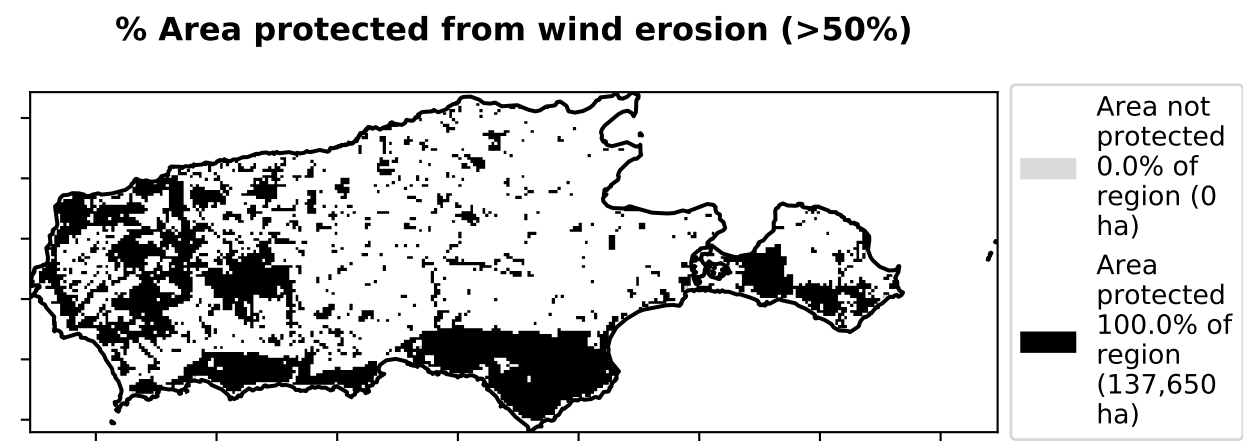 % Area protected from wind erosion (>50%)
Area not
protected
0.0% of
region (0
ha)
Area
protected
100.0% of
region
(137,650
ha)